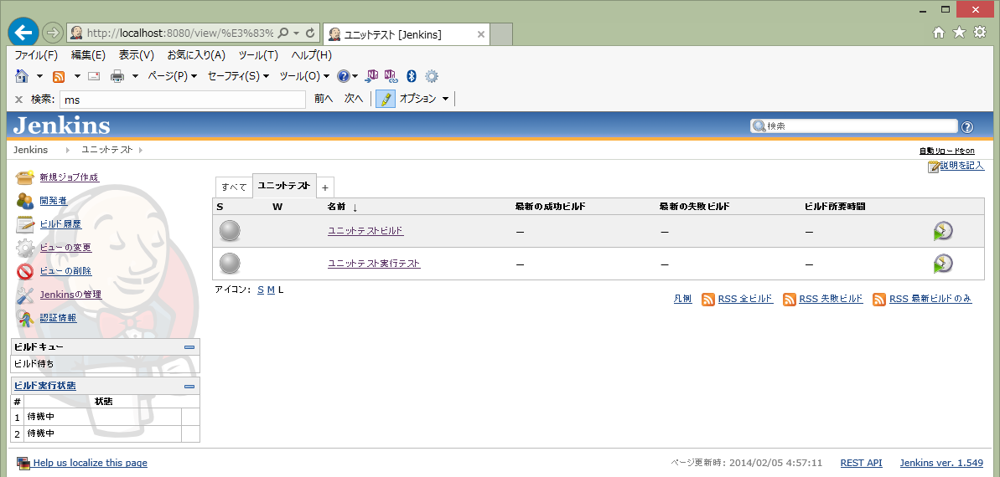 http://localhost:8080/view/%E3%83%
ユニットテスト [Jenkins]
ファイル(F) 編集(E) 表示(V) お気に入り(A) ツール(T) ヘルプ(H)
ページ(P) セーフティ(S) ツール(O)
検索: ms 前へ 次へ オプション
Jenkins 検索
Jenkins ユニットテスト 自動リロードをon
説明を記入
新規ジョブ作成
開発者
ビルド履歴
ビューの変更
ビューの削除
Jenkinsの管理
認証情報
ビルドキュー
ビルド待ち
ビルド実行状態
# 状態
1 待機中
2 待機中
すべて ユニットテスト +
S W 名前 ↓ 最新の成功ビルド 最新の失敗ビルド ビルド所要時間
ユニットテストビルド — — —
ユニットテスト実行テスト — — —
アイコン: S M L
凡例 RSS 全ビルド RSS 失敗ビルド RSS 最新ビルドのみ
Help us localize this page ページ更新時: 2014/02/05 4:57:11 REST API Jenkins ver. 1.549